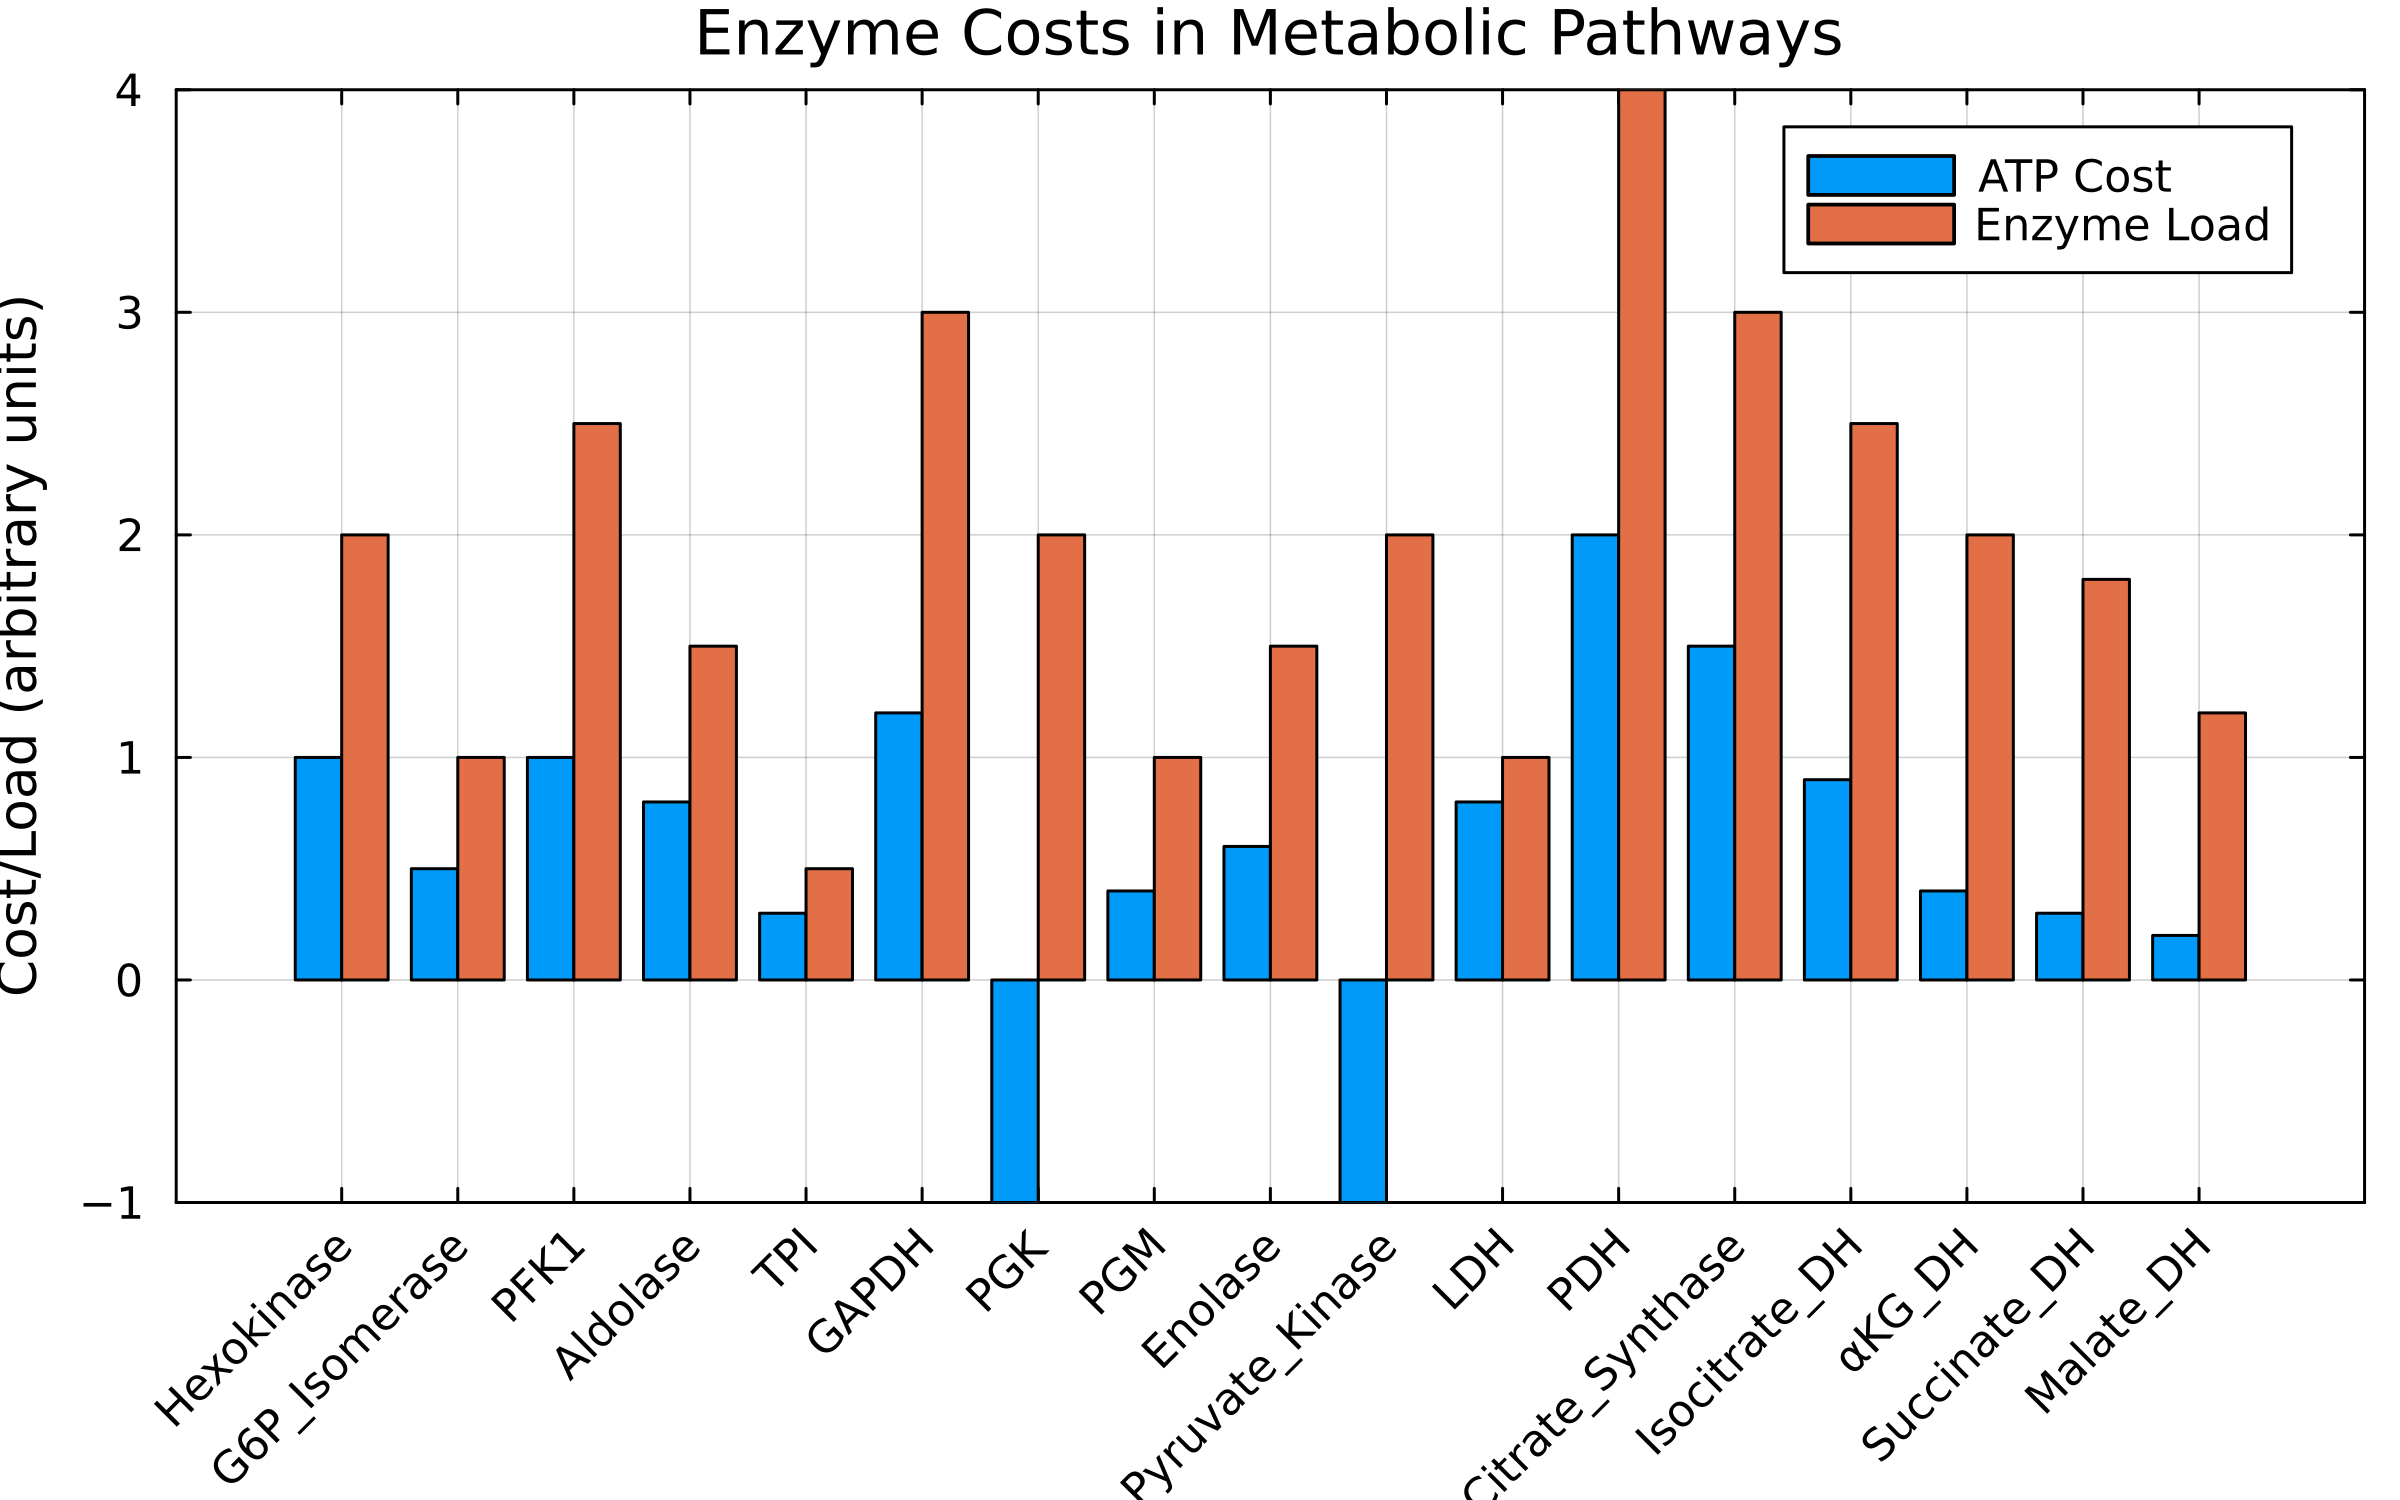 Enzyme Costs in Metabolic Pathways
Cost/Load (arbitrary units)
4
3
2
1
0
−1
ATP Cost
Enzyme Load
Hexokinase
G6P_Isomerase
PFK1
Aldolase
TPI
GAPDH
PGK
PGM
Enolase
Pyruvate_Kinase
LDH
PDH
Citrate_Synthase
Isocitrate_DH
αKG_DH
Succinate_DH
Malate_DH